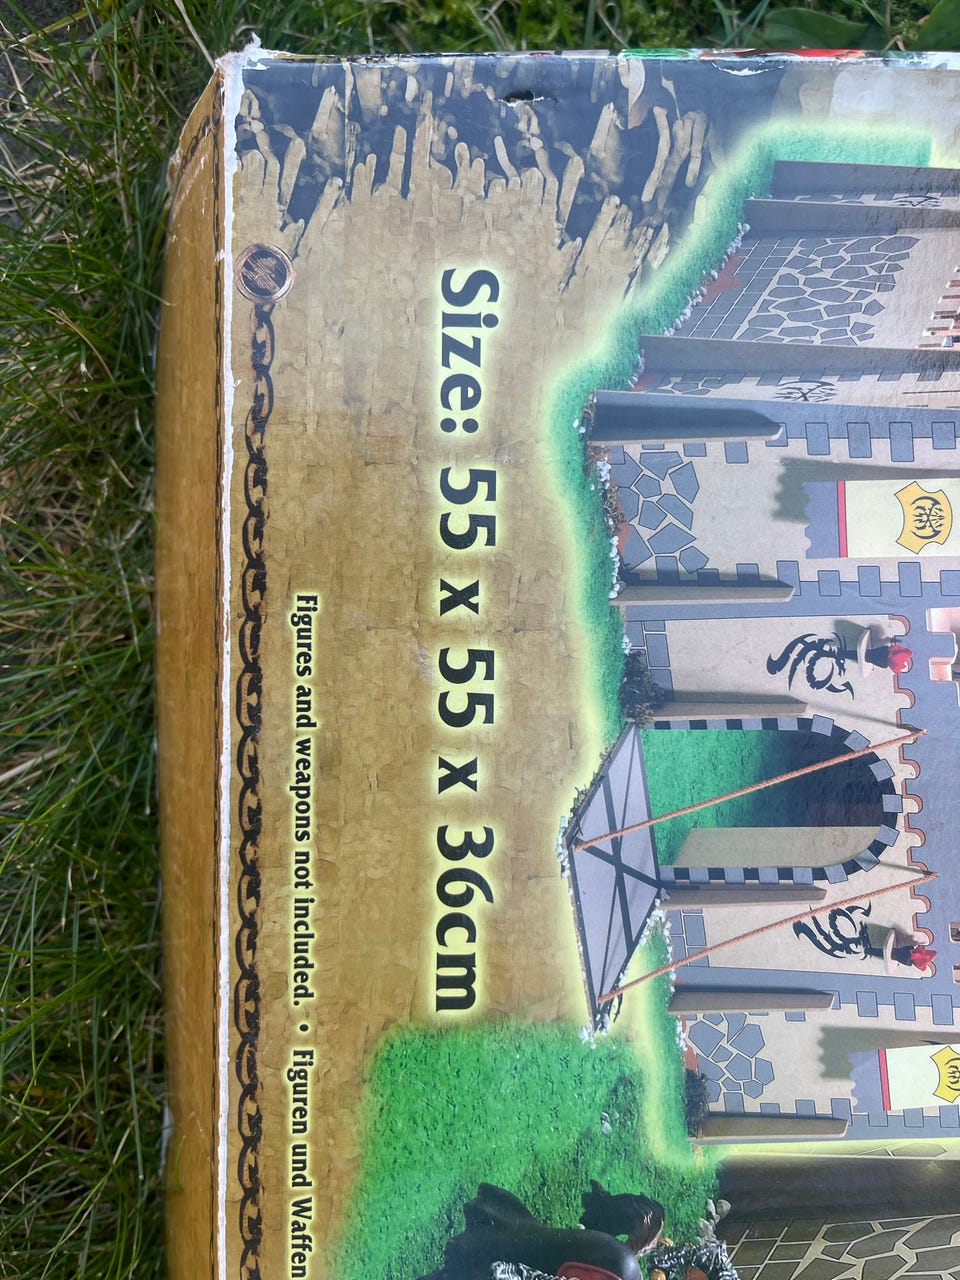 Size: 55 x 55 x 36cm
Figures and weapons not included. • Figuren und Waffen